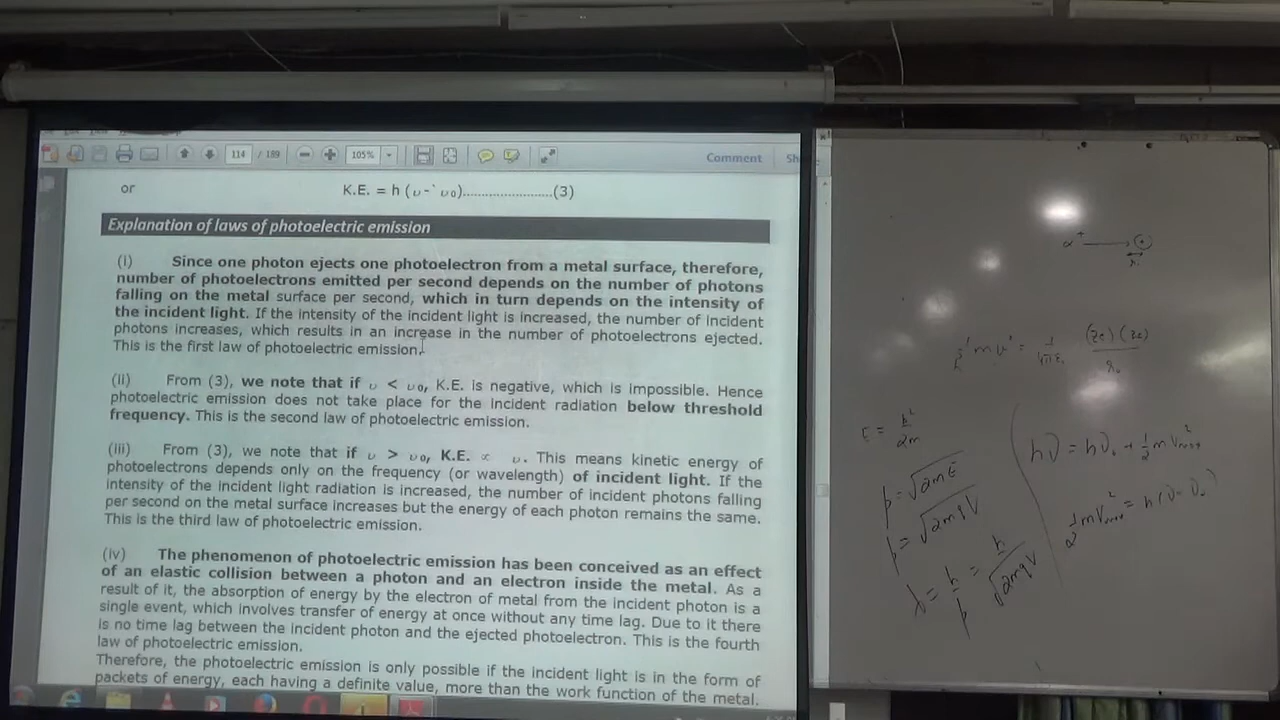 114 / 189
105%
Comment
Sh
or K.E. = h (υ-` υ0).......................(3)
Explanation of laws of photoelectric emission
(i) Since one photon ejects one photoelectron from a metal surface, therefore,
number of photoelectrons emitted per second depends on the number of photons
falling on the metal surface per second, which in turn depends on the intensity of
the incident light. If the intensity of the incident light is increased, the number of incident
photons increases, which results in an increase in the number of photoelectrons ejected.
This is the first law of photoelectric emission.
(ii) From (3), we note that if υ < υ0, K.E. is negative, which is impossible. Hence
photoelectric emission does not take place for the incident radiation below threshold
frequency. This is the second law of photoelectric emission.
(iii) From (3), we note that if υ > υ0, K.E. ∝ υ. This means kinetic energy of
photoelectrons depends only on the frequency (or wavelength) of incident light. If the
intensity of the incident light radiation is increased, the number of incident photons falling
per second on the metal surface increases but the energy of each photon remains the same.
This is the third law of photoelectric emission.
(iv) The phenomenon of photoelectric emission has been conceived as an effect
of an elastic collision between a photon and an electron inside the metal. As a
result of it, the absorption of energy by the electron of metal from the incident photon is a
single event, which involves transfer of energy at once without any time lag. Due to it there
is no time lag between the incident photon and the ejected photoelectron. This is the fourth
law of photoelectric emission.
Therefore, the photoelectric emission is only possible if the incident light is in the form of
packets of energy, each having a definite value, more than the work function of the metal.
E = p²/2m
p = √2mE
p = √2mqV
λ = h/p = h/√2mqV
hν = hν₀ + ½mVmax²
½mVmax² = h(ν - ν₀)